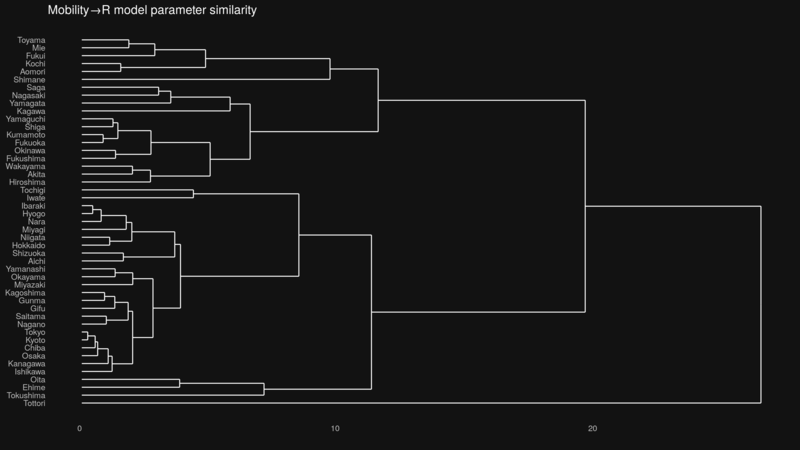 Mobility→R model parameter similarity
Toyama
Mie
Fukui
Kochi
Aomori
Shimane
Saga
Nagasaki
Yamagata
Kagawa
Yamaguchi
Shiga
Kumamoto
Fukuoka
Okinawa
Fukushima
Wakayama
Akita
Hiroshima
Tochigi
Iwate
Ibaraki
Hyogo
Nara
Miyagi
Niigata
Hokkaido
Shizuoka
Aichi
Yamanashi
Okayama
Miyazaki
Kagoshima
Gunma
Gifu
Saitama
Nagano
Tokyo
Kyoto
Chiba
Osaka
Kanagawa
Ishikawa
Oita
Ehime
Tokushima
Tottori
0 10 20